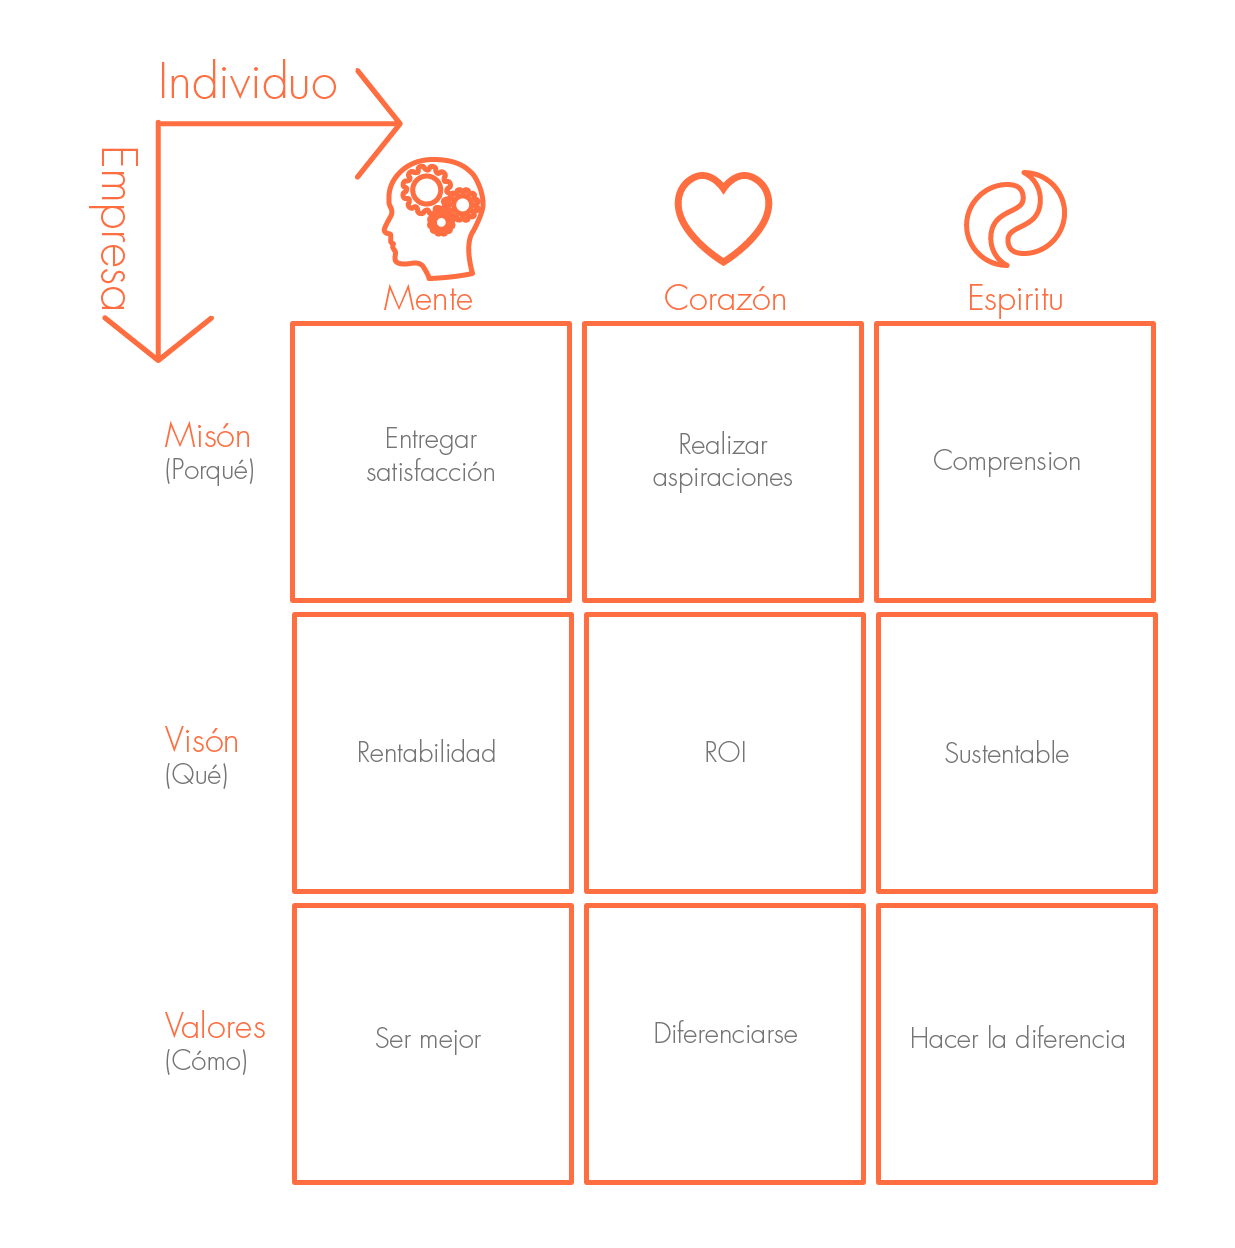 Individuo
Empresa
Mente
Corazón
Espiritu
Misón
(Porqué)
Entregar
satisfacción
Realizar
aspiraciones
Comprension
Visón
(Qué)
Rentabilidad
ROI
Sustentable
Valores
(Cómo)
Ser mejor
Diferenciarse
Hacer la diferencia